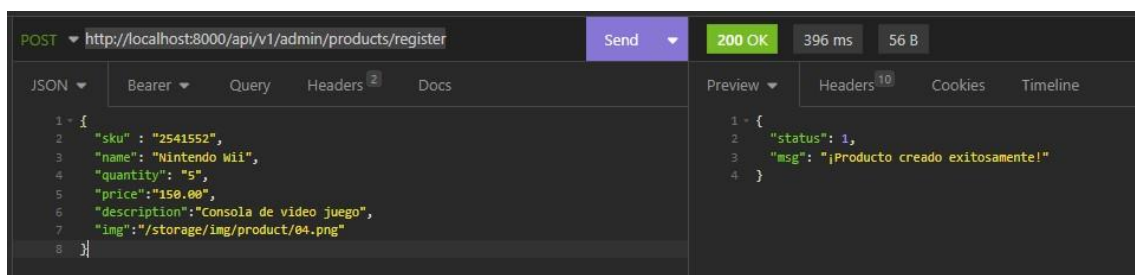 POST http://localhost:8000/api/v1/admin/products/register Send 200 OK 396 ms 56 B
JSON Bearer Query Headers 2 Docs Preview Headers 10 Cookies Timeline
1 {
2 "sku" : "2541552",
3 "name": "Nintendo Wii",
4 "quantity": "5",
5 "price":"150.00",
6 "description":"Consola de video juego",
7 "img":"/storage/img/product/04.png"
8 }
1 {
2 "status": 1,
3 "msg": "¡Producto creado exitosamente!"
4 }